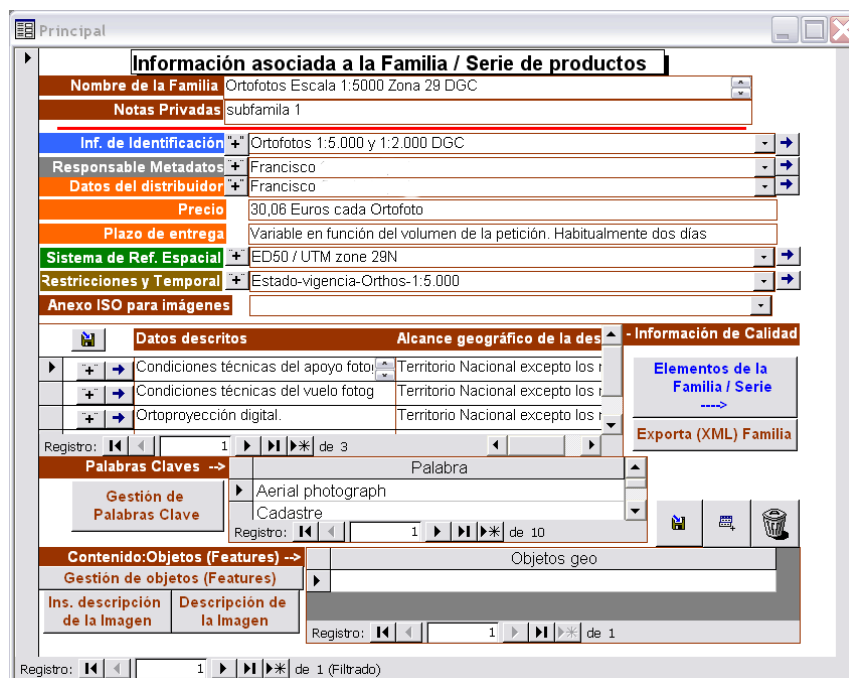 Principal
Información asociada a la Familia / Serie de productos
Nombre de la Familia Ortofotos Escala 1:5000 Zona 29 DGC
Notas Privadas subfamila 1
Inf. de Identificación "+" Ortofotos 1:5.000 y 1:2.000 DGC
Responsable Metadatos "+" Francisco
Datos del distribuidor "+" Francisco
Precio 30,06 Euros cada Ortofoto
Plazo de entrega Variable en función del volumen de la petición. Habitualmente dos días
Sistema de Ref. Espacial "+" ED50 / UTM zone 29N
Restricciones y Temporal "+" Estado-vigencia-Orthos-1:5.000
Anexo ISO para imágenes
Datos descritos Alcance geográfico de la des - Información de Calidad
"+" Condiciones técnicas del apoyo foto Territorio Nacional excepto los
"+" Condiciones técnicas del vuelo fotog Territorio Nacional excepto los
"+" Ortoproyección digital. Territorio Nacional excepto los
Elementos de la
Familia / Serie
---->
Exporta (XML) Familia
Registro: 1 de 3
Palabras Claves --> Palabra
Gestión de
Palabras Clave
Aerial photograph
Cadastre
Registro: 1 de 10
Contenido:Objetos (Features) --> Objetos geo
Gestión de objetos (Features)
Ins. descripción
de la Imagen
Descripción de
la Imagen
Registro: 1 de 1
Registro: 1 de 1 (Filtrado)